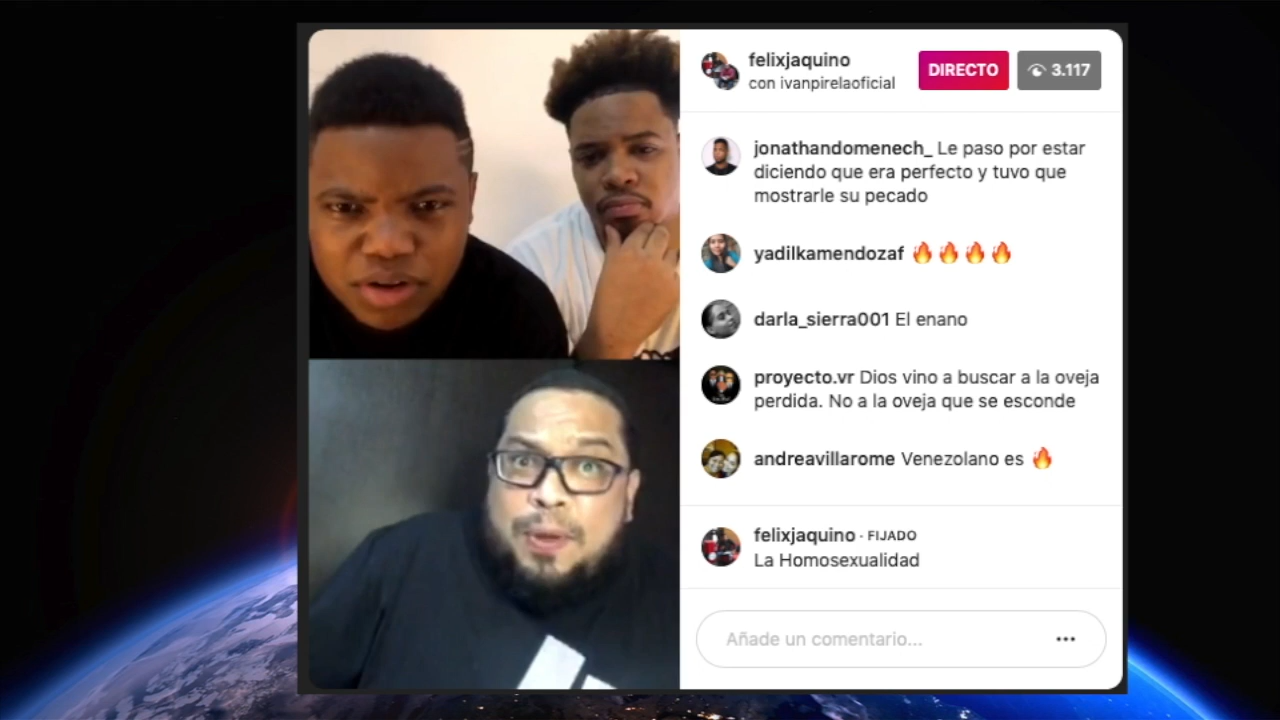 felixjaquino
con ivanpirelaoficial
DIRECTO
3.117
jonathandomenech_ Le paso por estar
diciendo que era perfecto y tuvo que
mostrarle su pecado
yadilkamendozaf 🔥🔥🔥🔥
darla_sierra001 El enano
proyecto.vr Dios vino a buscar a la oveja
perdida. No a la oveja que se esconde
andreavillarome Venezolano es 🔥
felixjaquino · FIJADO
La Homosexualidad
Añade un comentario...